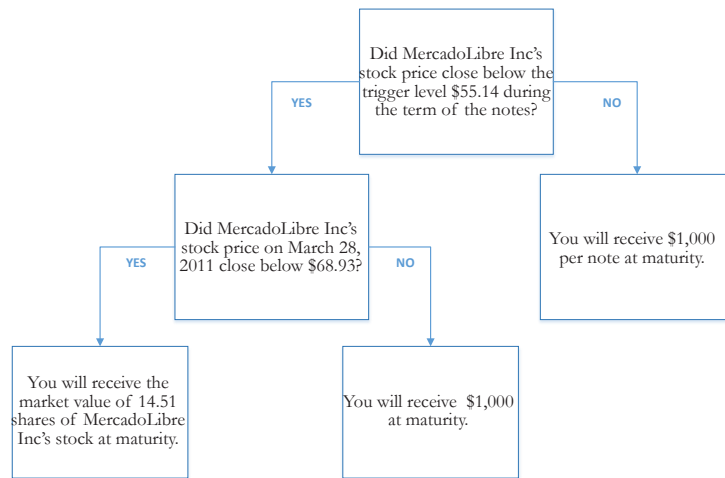 Did MercadoLibre Inc's
stock price close below the
trigger level $55.14 during
the term of the notes?
YES
NO
Did MercadoLibre Inc's
stock price on March 28,
2011 close below $68.93?
You will receive $1,000
per note at maturity.
YES
NO
You will receive the
market value of 14.51
shares of MercadoLibre
Inc's stock at maturity.
You will receive $1,000
at maturity.